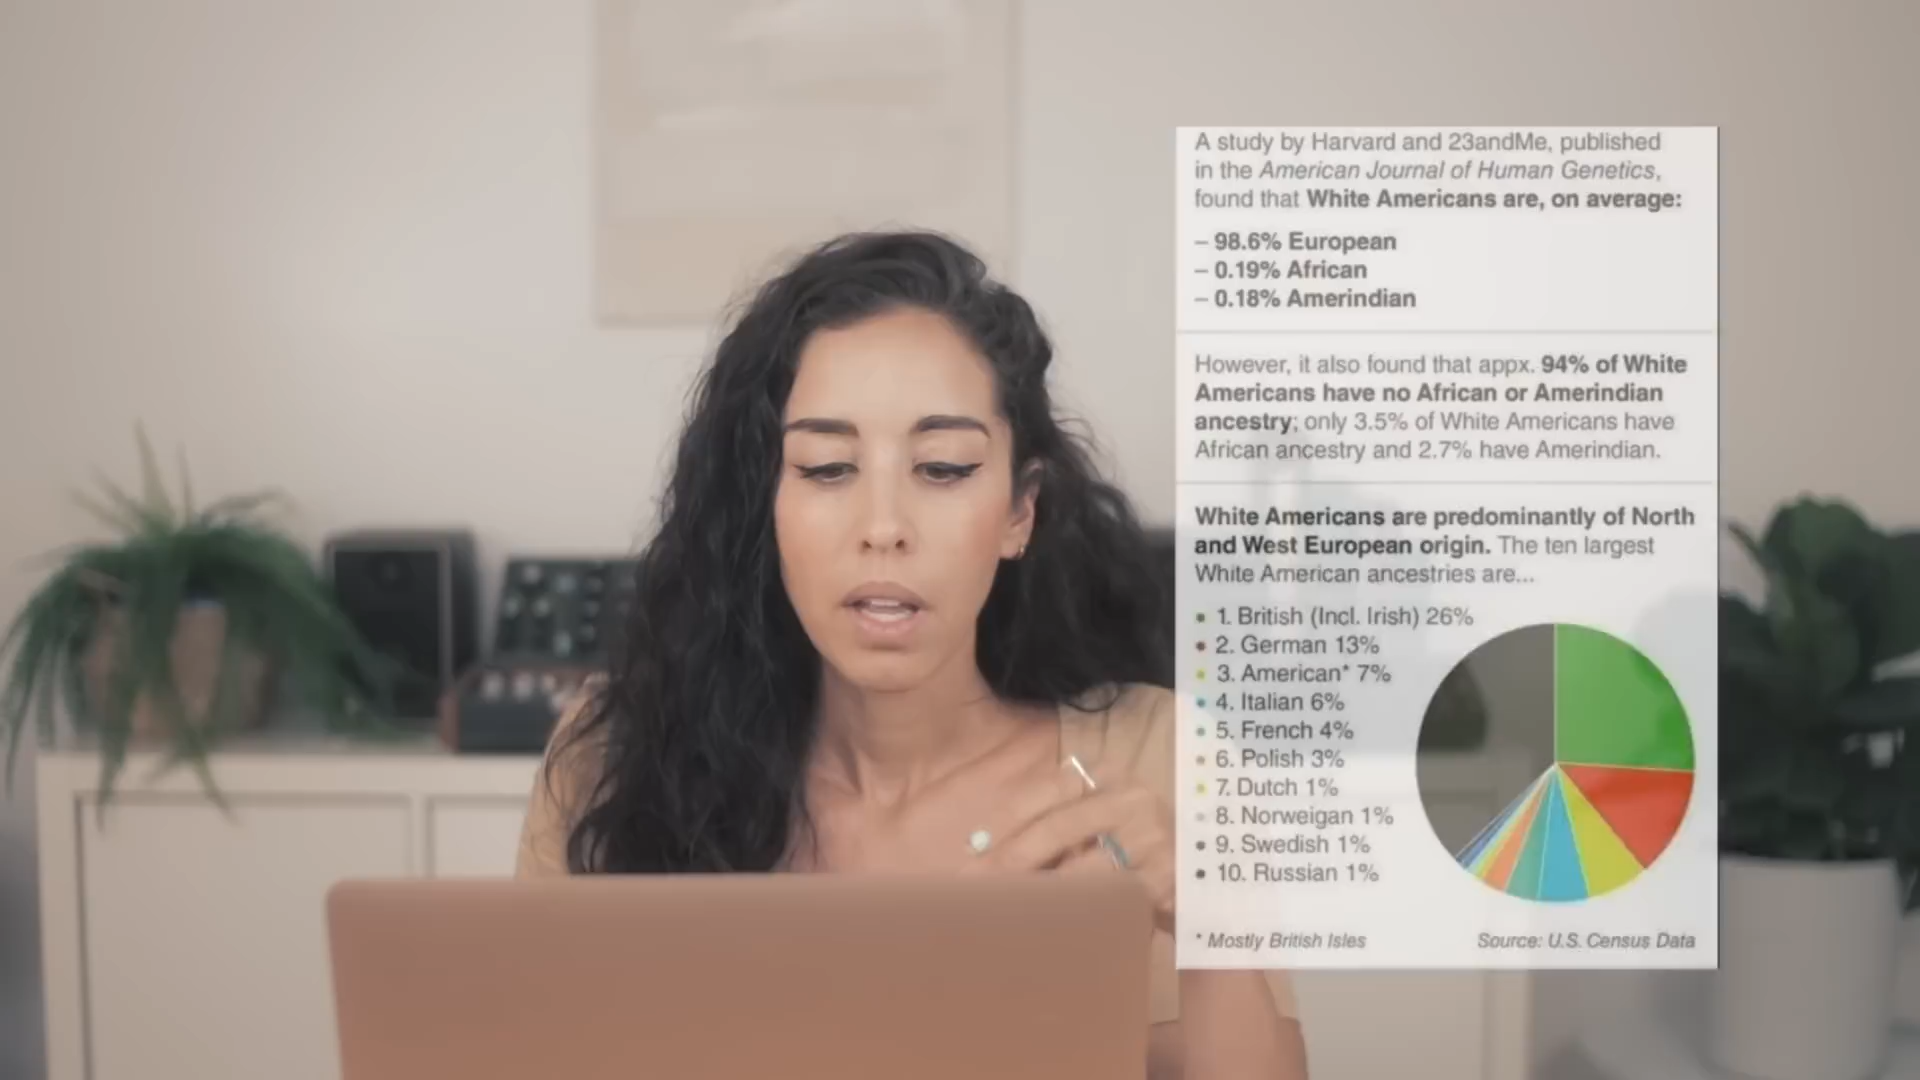 A study by Harvard and 23andMe, published
in the American Journal of Human Genetics,
found that White Americans are, on average:
– 98.6% European
– 0.19% African
– 0.18% Amerindian
However, it also found that appx. 94% of White
Americans have no African or Amerindian
ancestry; only 3.5% of White Americans have
African ancestry and 2.7% have Amerindian.
White Americans are predominantly of North
and West European origin. The ten largest
White American ancestries are...
• 1. British (Incl. Irish) 26%
• 2. German 13%
• 3. American* 7%
• 4. Italian 6%
• 5. French 4%
• 6. Polish 3%
• 7. Dutch 1%
• 8. Norweigan 1%
• 9. Swedish 1%
• 10. Russian 1%
* Mostly British Isles
Source: U.S. Census Data